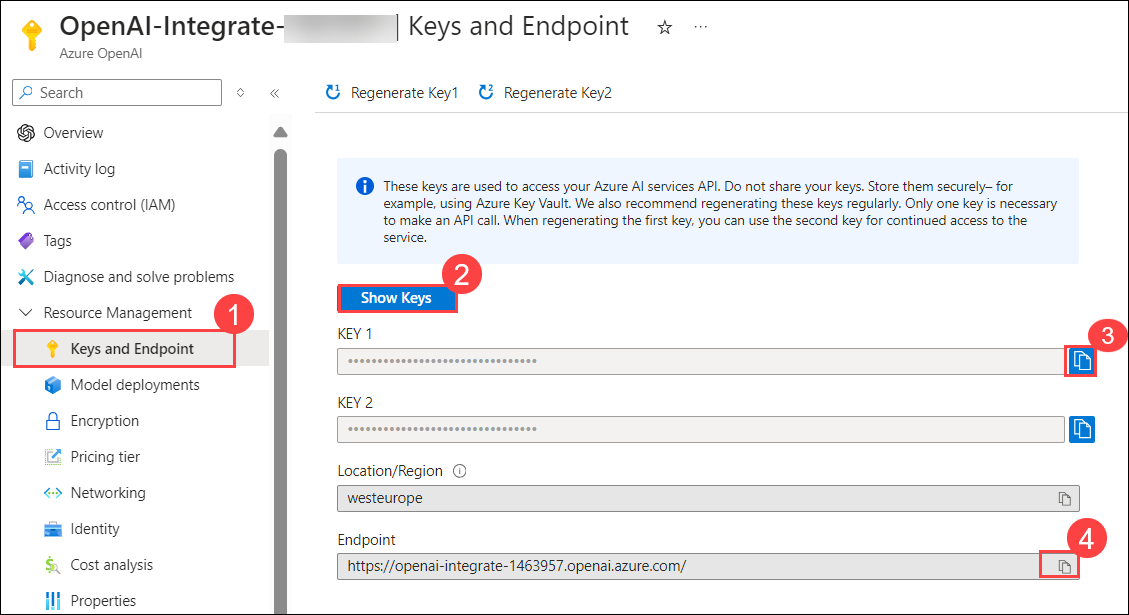 OpenAI-Integrate- | Keys and Endpoint ☆ ...
Azure OpenAI
Search
Regenerate Key1 Regenerate Key2
Overview
Activity log
Access control (IAM)
Tags
Diagnose and solve problems
Resource Management
1
Keys and Endpoint
Model deployments
Encryption
Pricing tier
Networking
Identity
Cost analysis
Properties
These keys are used to access your Azure AI services API. Do not share your keys. Store them securely– for
example, using Azure Key Vault. We also recommend regenerating these keys regularly. Only one key is necessary
to make an API call. When regenerating the first key, you can use the second key for continued access to the
service.
2
Show Keys
KEY 1
••••••••••••••••••••••••••••••••
3
KEY 2
••••••••••••••••••••••••••••••••
Location/Region
westeurope
Endpoint
4
https://openai-integrate-1463957.openai.azure.com/